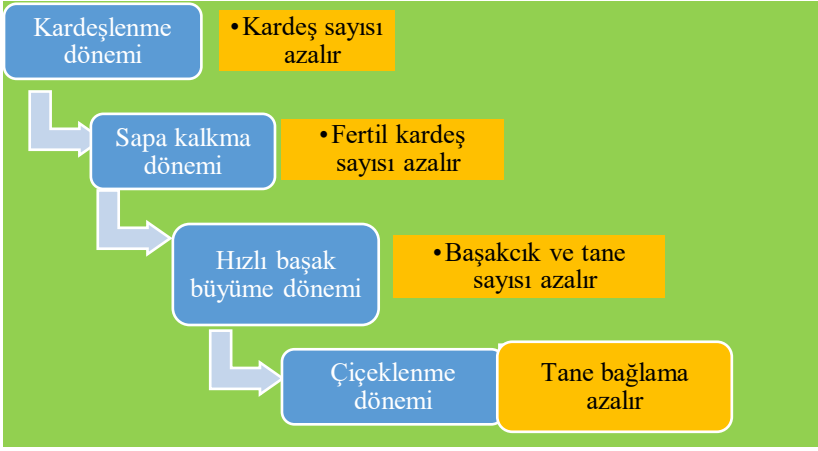 Kardeşlenme
dönemi
•Kardeş sayısı
azalır
Sapa kalkma
dönemi
•Fertil kardeş
sayısı azalır
Hızlı başak
büyüme dönemi
•Başakcık ve tane
sayısı azalır
Çiçeklenme
dönemi
Tane bağlama
azalır